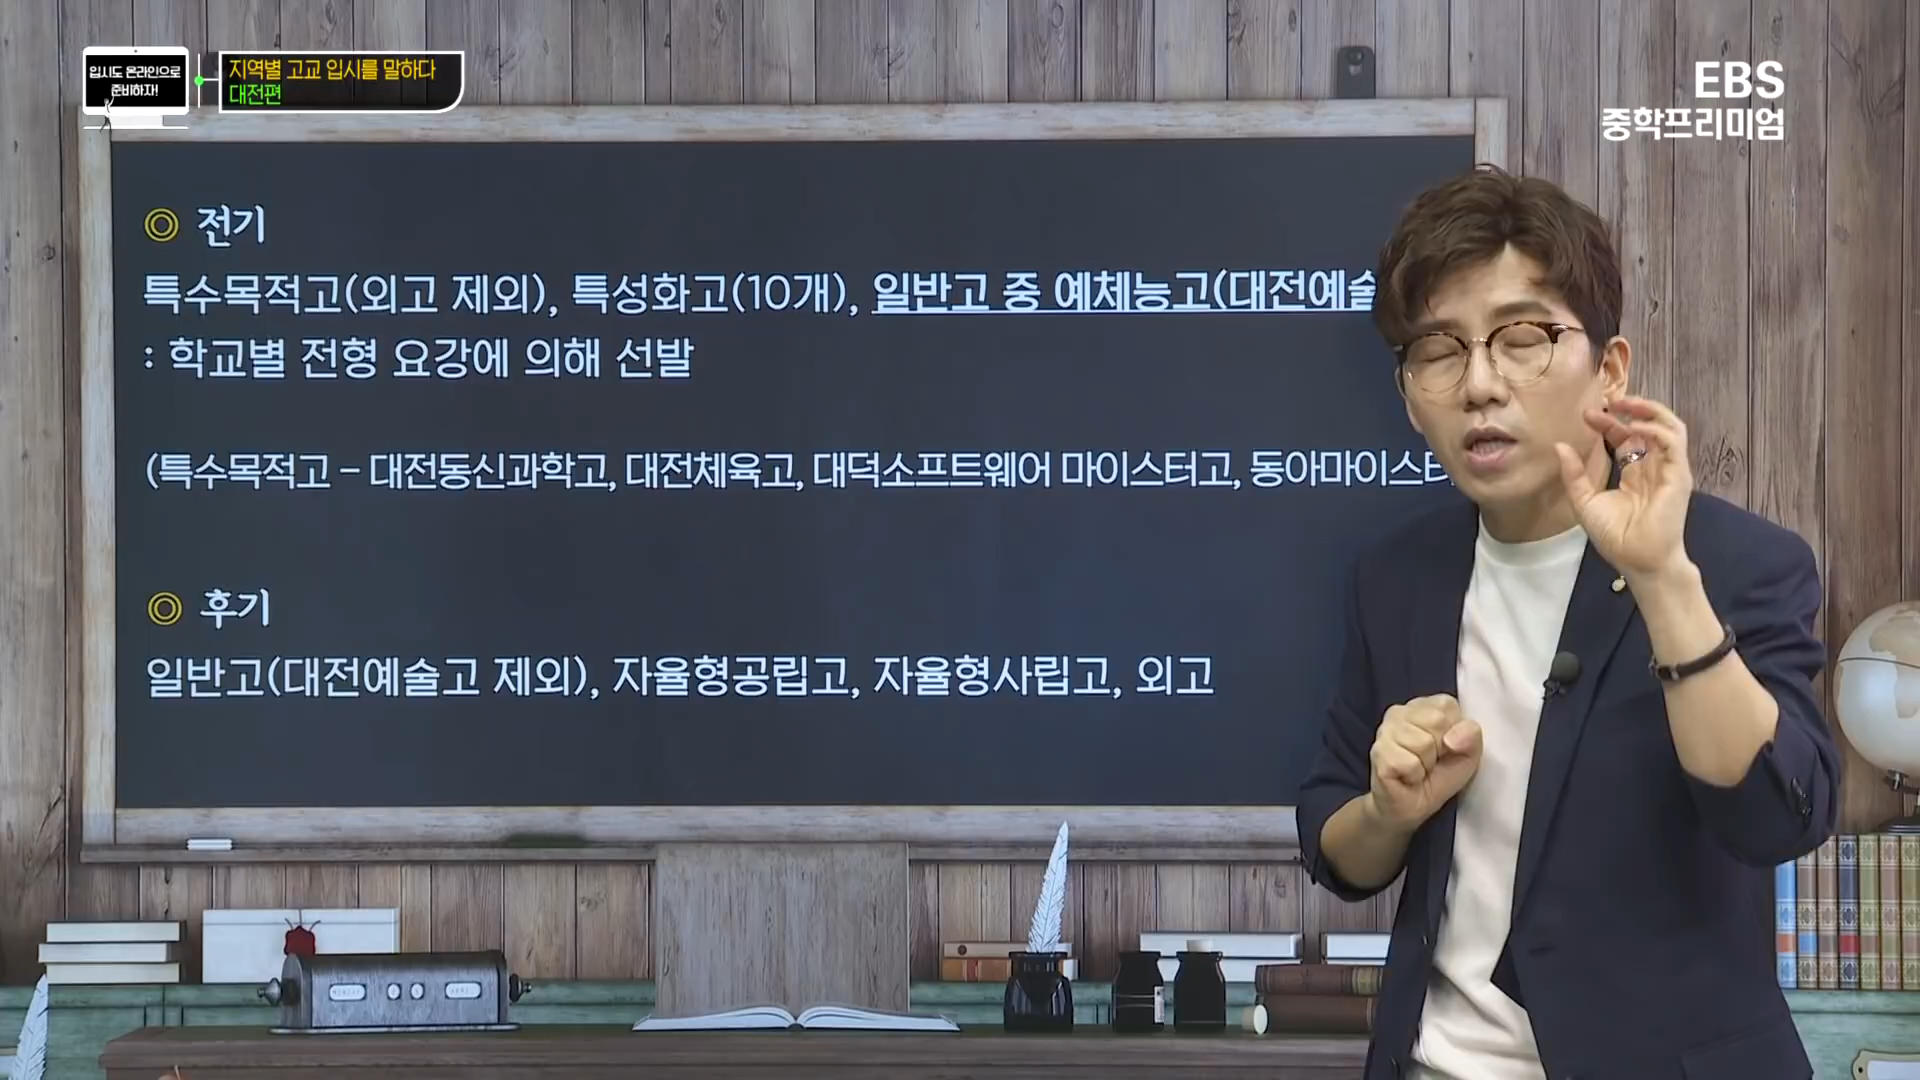 입시도 온라인으로
준비하자!
지역별 고교 입시를 말하다
대전편
EBS
중학프리미엄
◎ 전기
특수목적고(외고 제외), 특성화고(10개), 일반고 중 예체능고(대전예술
: 학교별 전형 요강에 의해 선발
(특수목적고 – 대전동신과학고, 대전체육고, 대덕소프트웨어 마이스터고, 동아마이스터
◎ 후기
일반고(대전예술고 제외), 자율형공립고, 자율형사립고, 외고